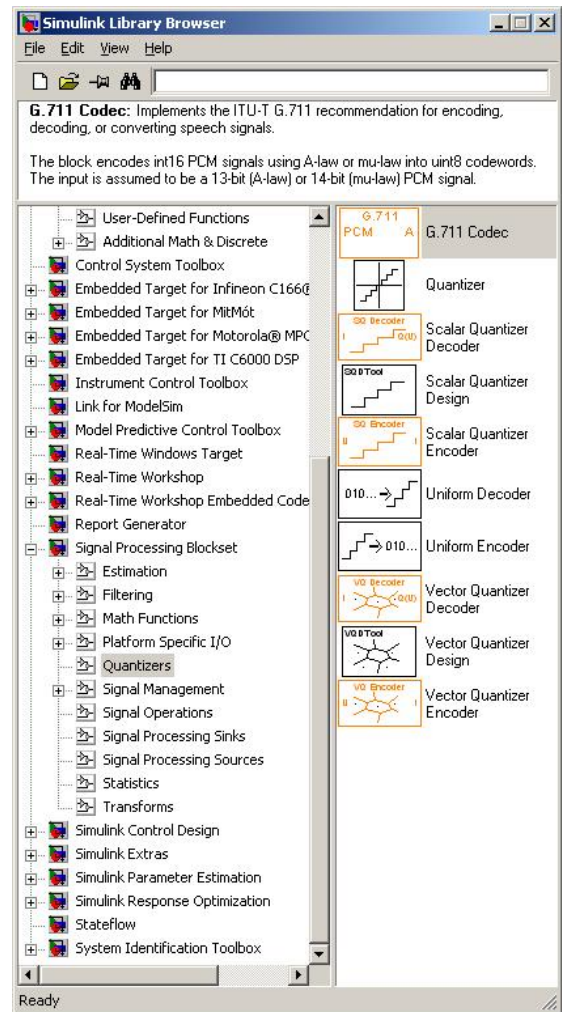 Simulink Library Browser
File Edit View Help
G.711 Codec: Implements the ITU-T G.711 recommendation for encoding,
decoding, or converting speech signals.
The block encodes int16 PCM signals using A-law or mu-law into uint8 codewords.
The input is assumed to be a 13-bit (A-law) or 14-bit (mu-law) PCM signal.
User-Defined Functions
Additional Math & Discrete
Control System Toolbox
Embedded Target for Infineon C166®
Embedded Target for MitMót
Embedded Target for Motorola® MPC
Embedded Target for TI C6000 DSP
Instrument Control Toolbox
Link for ModelSim
Model Predictive Control Toolbox
Real-Time Windows Target
Real-Time Workshop
Real-Time Workshop Embedded Code
Report Generator
Signal Processing Blockset
Estimation
Filtering
Math Functions
Platform Specific I/O
Quantizers
Signal Management
Signal Operations
Signal Processing Sinks
Signal Processing Sources
Statistics
Transforms
Simulink Control Design
Simulink Extras
Simulink Parameter Estimation
Simulink Response Optimization
Stateflow
System Identification Toolbox
G.711
PCM A
G.711 Codec
Quantizer
SQ Decoder
I Q(U)
Scalar Quantizer
Decoder
SQDTool
Scalar Quantizer
Design
SQ Encoder
U I
Scalar Quantizer
Encoder
010...
Uniform Decoder
010...
Uniform Encoder
VQ Decoder
I Q(U)
Vector Quantizer
Decoder
VQDTool
Vector Quantizer
Design
VQ Encoder
U I
Vector Quantizer
Encoder
Ready